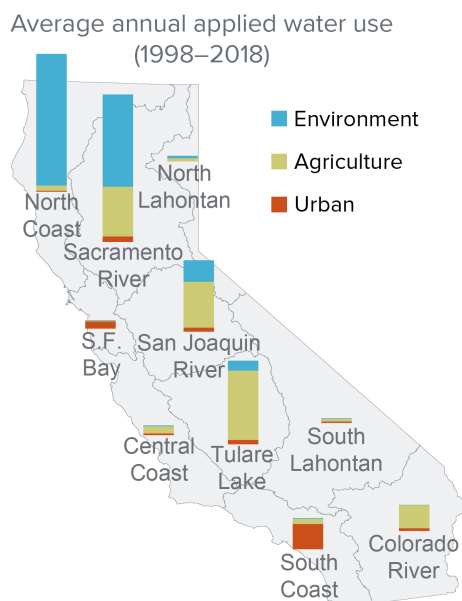 Average annual applied water use
(1998–2018)
Environment
Agriculture
Urban
North
Lahontan
North
Coast
Sacramento
River
S.F.
Bay
San Joaquin
River
Central
Coast
Tulare
Lake
South
Lahontan
South
Coast
Colorado
River